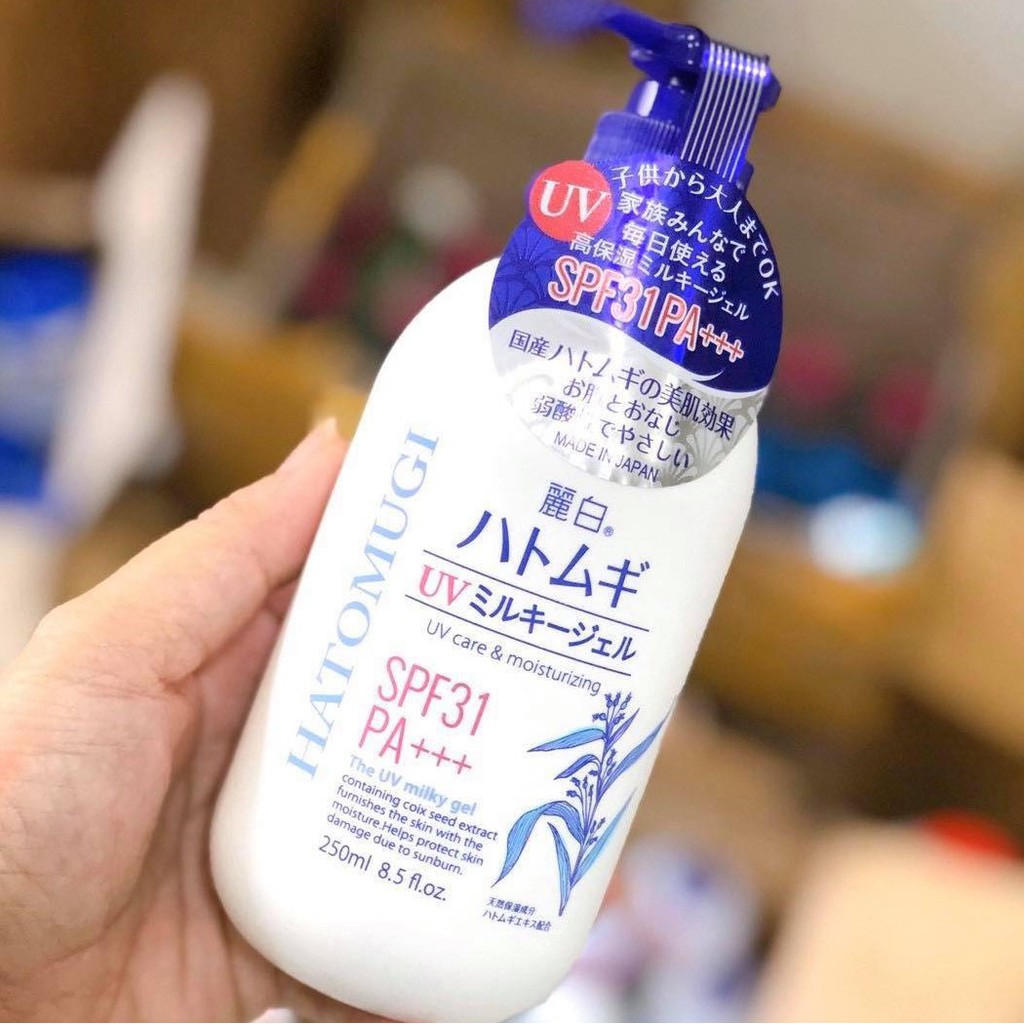 UV
子供から大人までOK
家族みんなで
毎日使える
高保湿ミルキージェル
SPF31 PA+++
国産ハトムギの美肌効果
お肌とおなじ
弱酸性でやさしい
MADE IN JAPAN
HATOMUGI
麗白®
ハトムギ
UVミルキージェル
UV care & moisturizing
SPF31
PA+++
The UV milky gel
containing coix seed extract
furnishes the skin with the
moisture.Helps protect skin
damage due to sunburn.
250ml 8.5 fl.oz.
天然保湿成分
ハトムギエキス配合